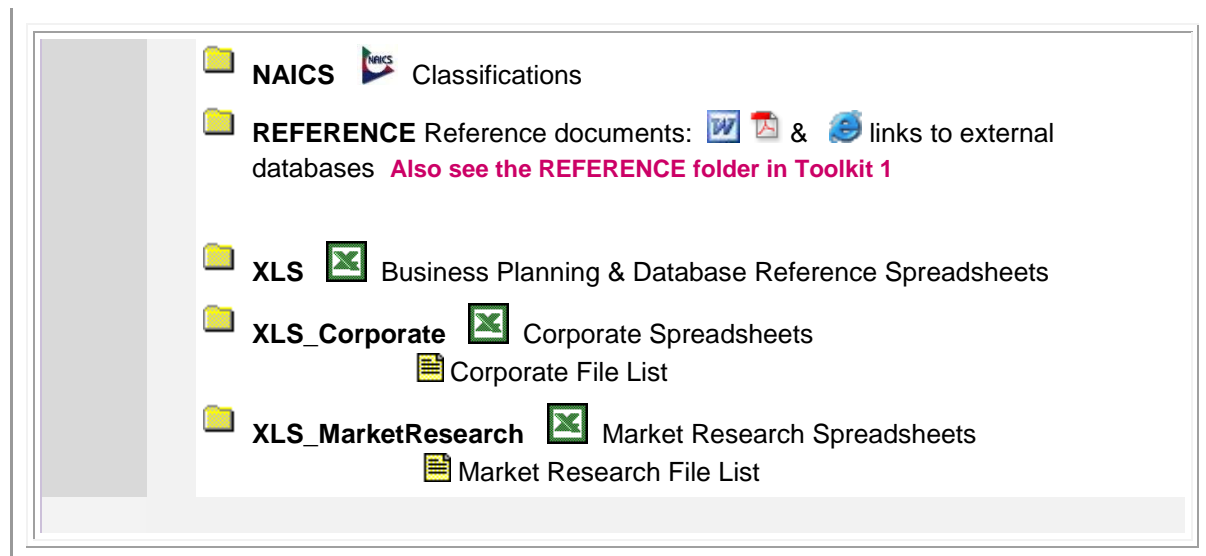 NAICS NAICS Classifications
REFERENCE Reference documents: W & e links to external
databases Also see the REFERENCE folder in Toolkit 1
XLS X Business Planning & Database Reference Spreadsheets
XLS_Corporate X Corporate Spreadsheets
Corporate File List
XLS_MarketResearch X Market Research Spreadsheets
Market Research File List